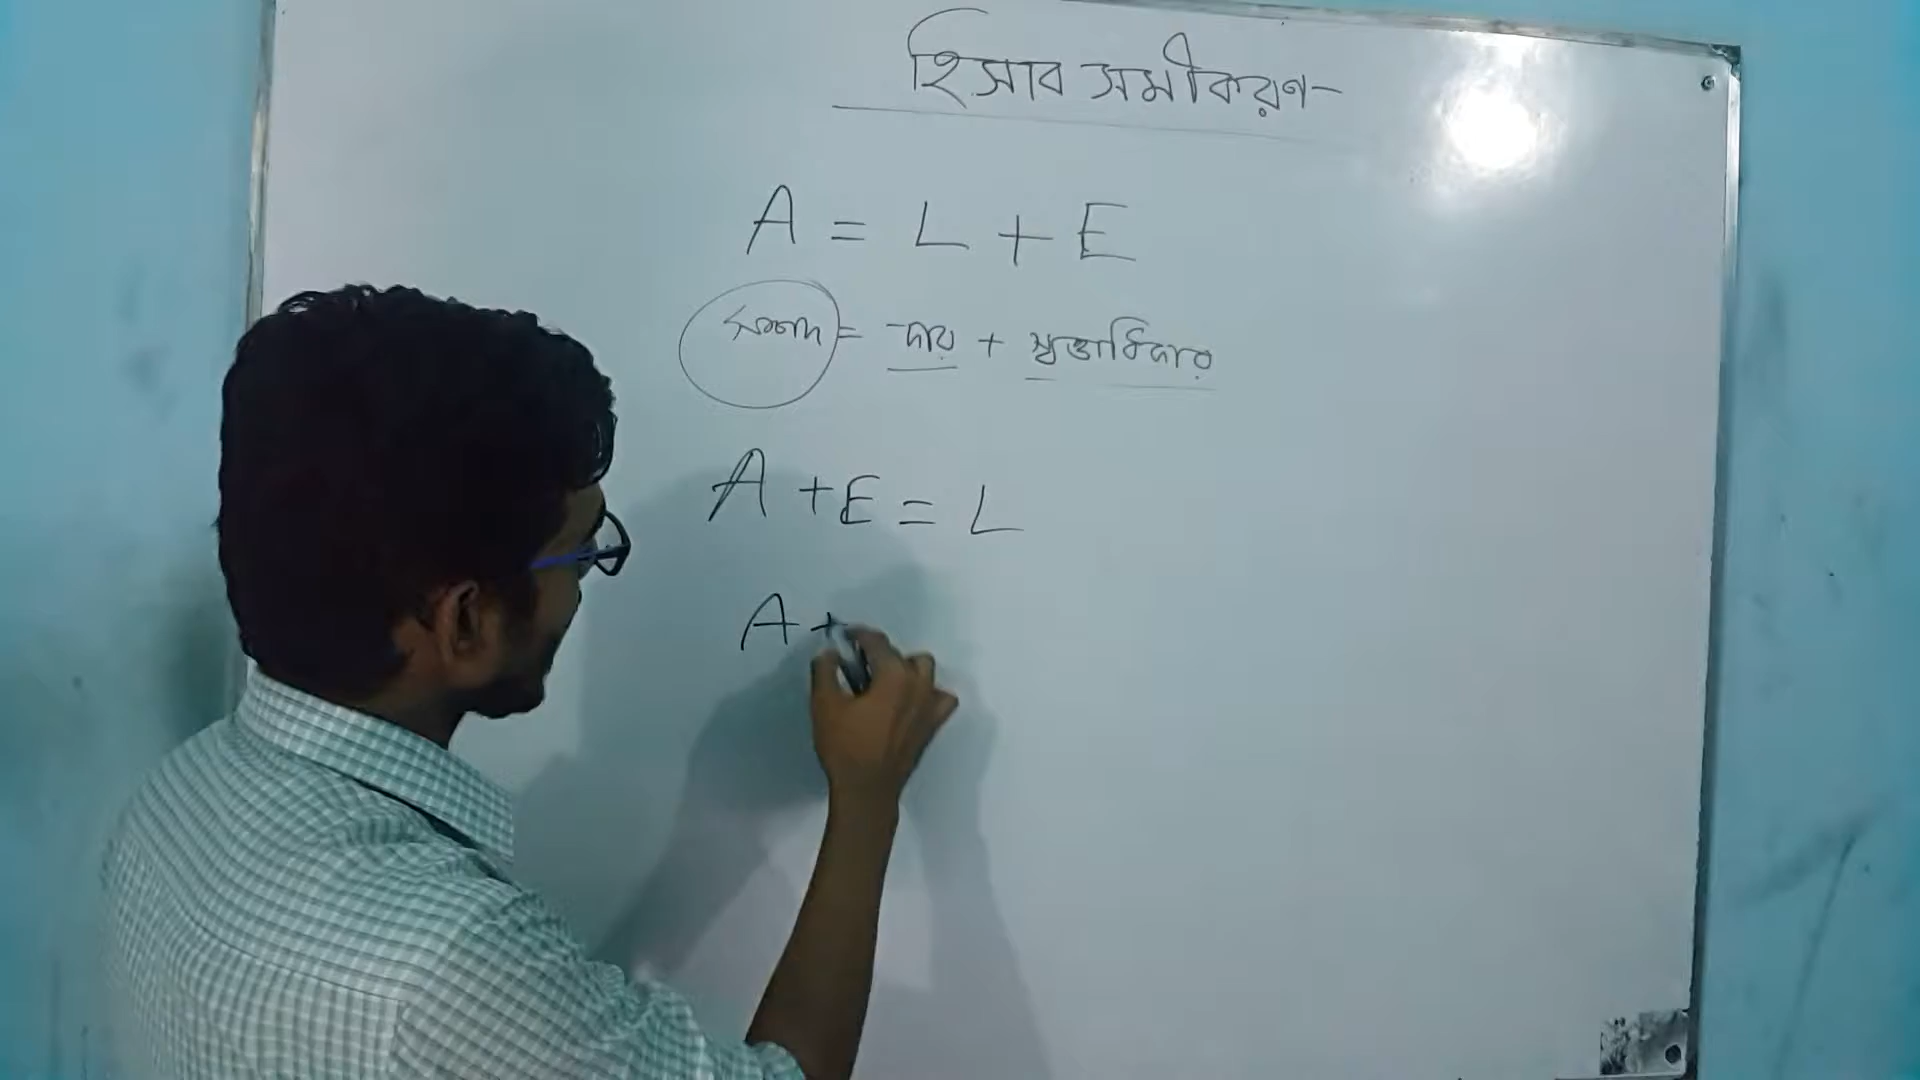 হিসাব সমীকরণ-
A = L + E
সম্পদ = দায় + স্বত্তাধিকার
A + E = L
A +